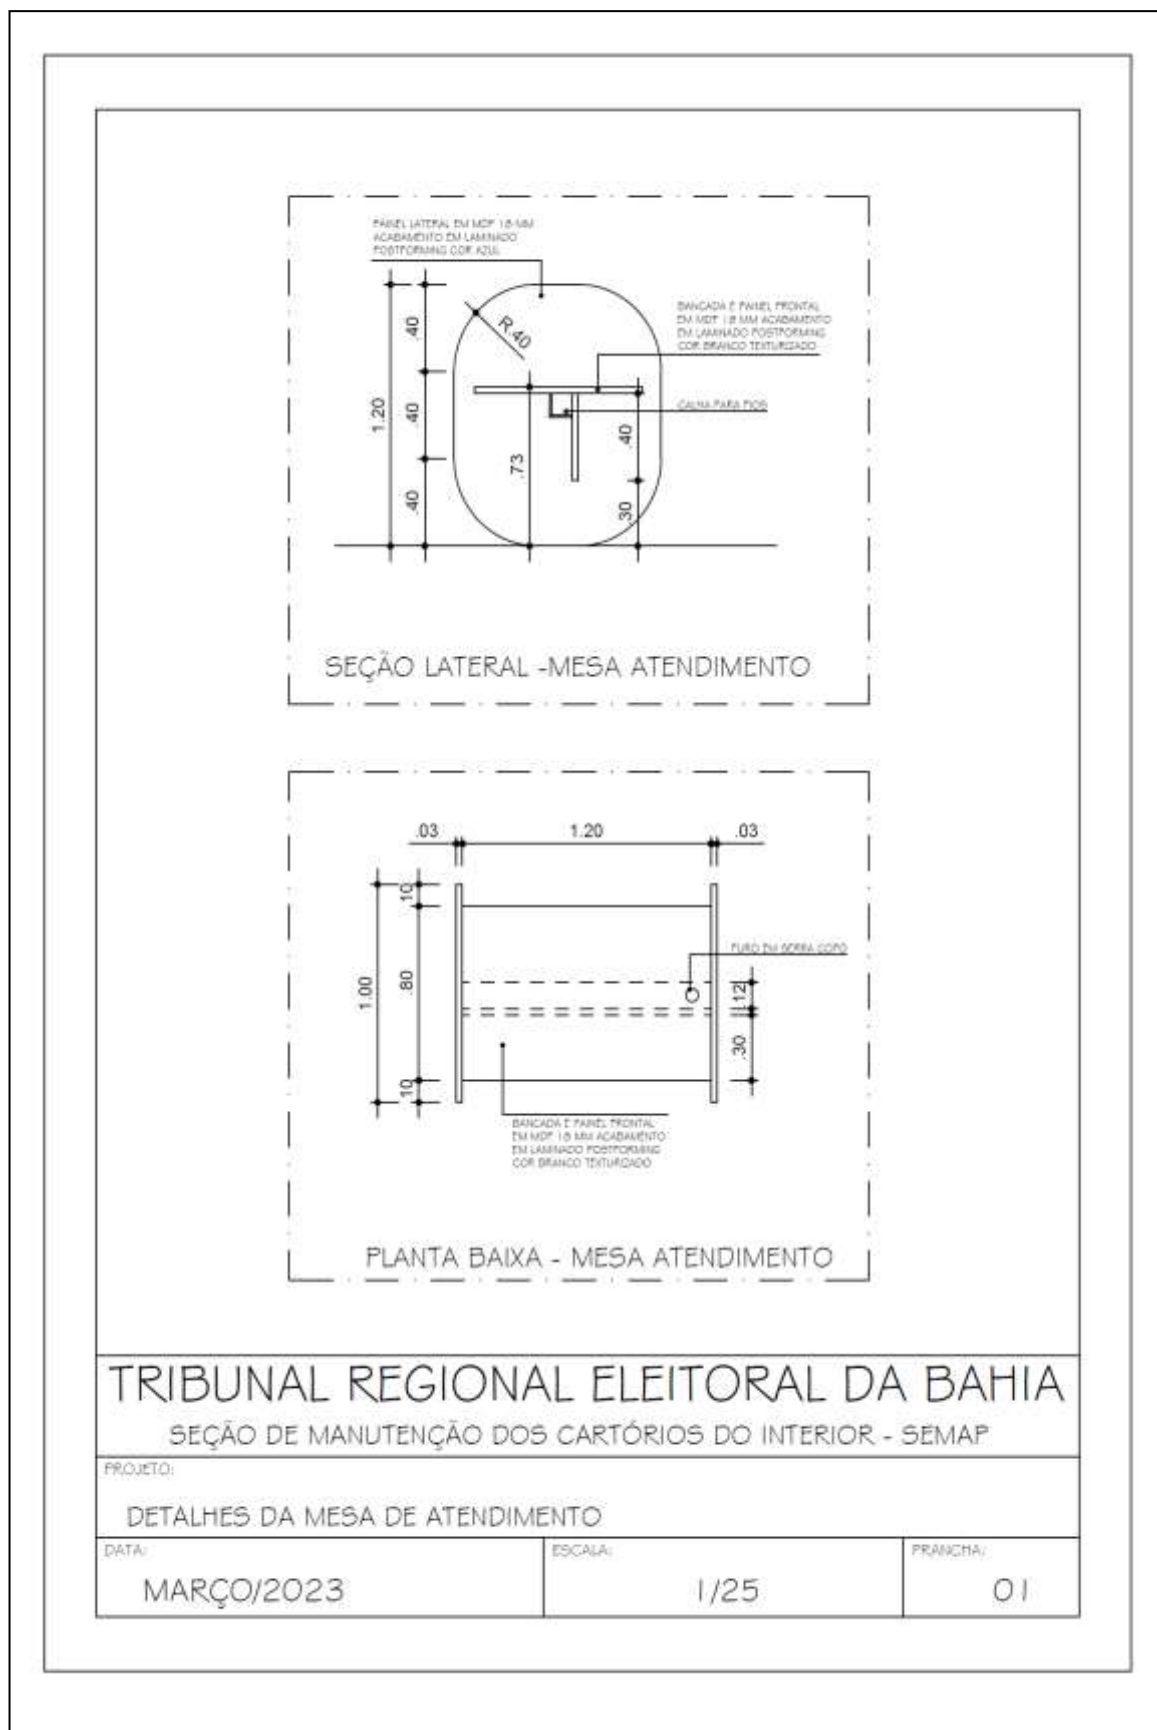 PAINEL LATERAL EM MDF 18 MM
ACABAMENTO EM LAMINADO
POSTFORMING COR AZUL
BANCADA E PAINEL FRONTAL
EM MDF 18 MM ACABAMENTO
EM LAMINADO POSTFORMING
COR BRANCO TEXTURIZADO
R.40
.40
1.20
.40
CALHA PARA FIOS
.40
.73
.40
.30
SEÇÃO LATERAL -MESA ATENDIMENTO
.03
1.20
.03
10
FURO EM SERRA COPO
1.00
.80
.12
.30
10
BANCADA E PAINEL FRONTAL
EM MDF 18 MM ACABAMENTO
EM LAMINADO POSTFORMING
COR BRANCO TEXTURIZADO
PLANTA BAIXA - MESA ATENDIMENTO
TRIBUNAL REGIONAL ELEITORAL DA BAHIA
SEÇÃO DE MANUTENÇÃO DOS CARTÓRIOS DO INTERIOR - SEMAP
PROJETO:
DETALHES DA MESA DE ATENDIMENTO
DATA:
ESCALA:
PRANCHA:
MARÇO/2023
1/25
01